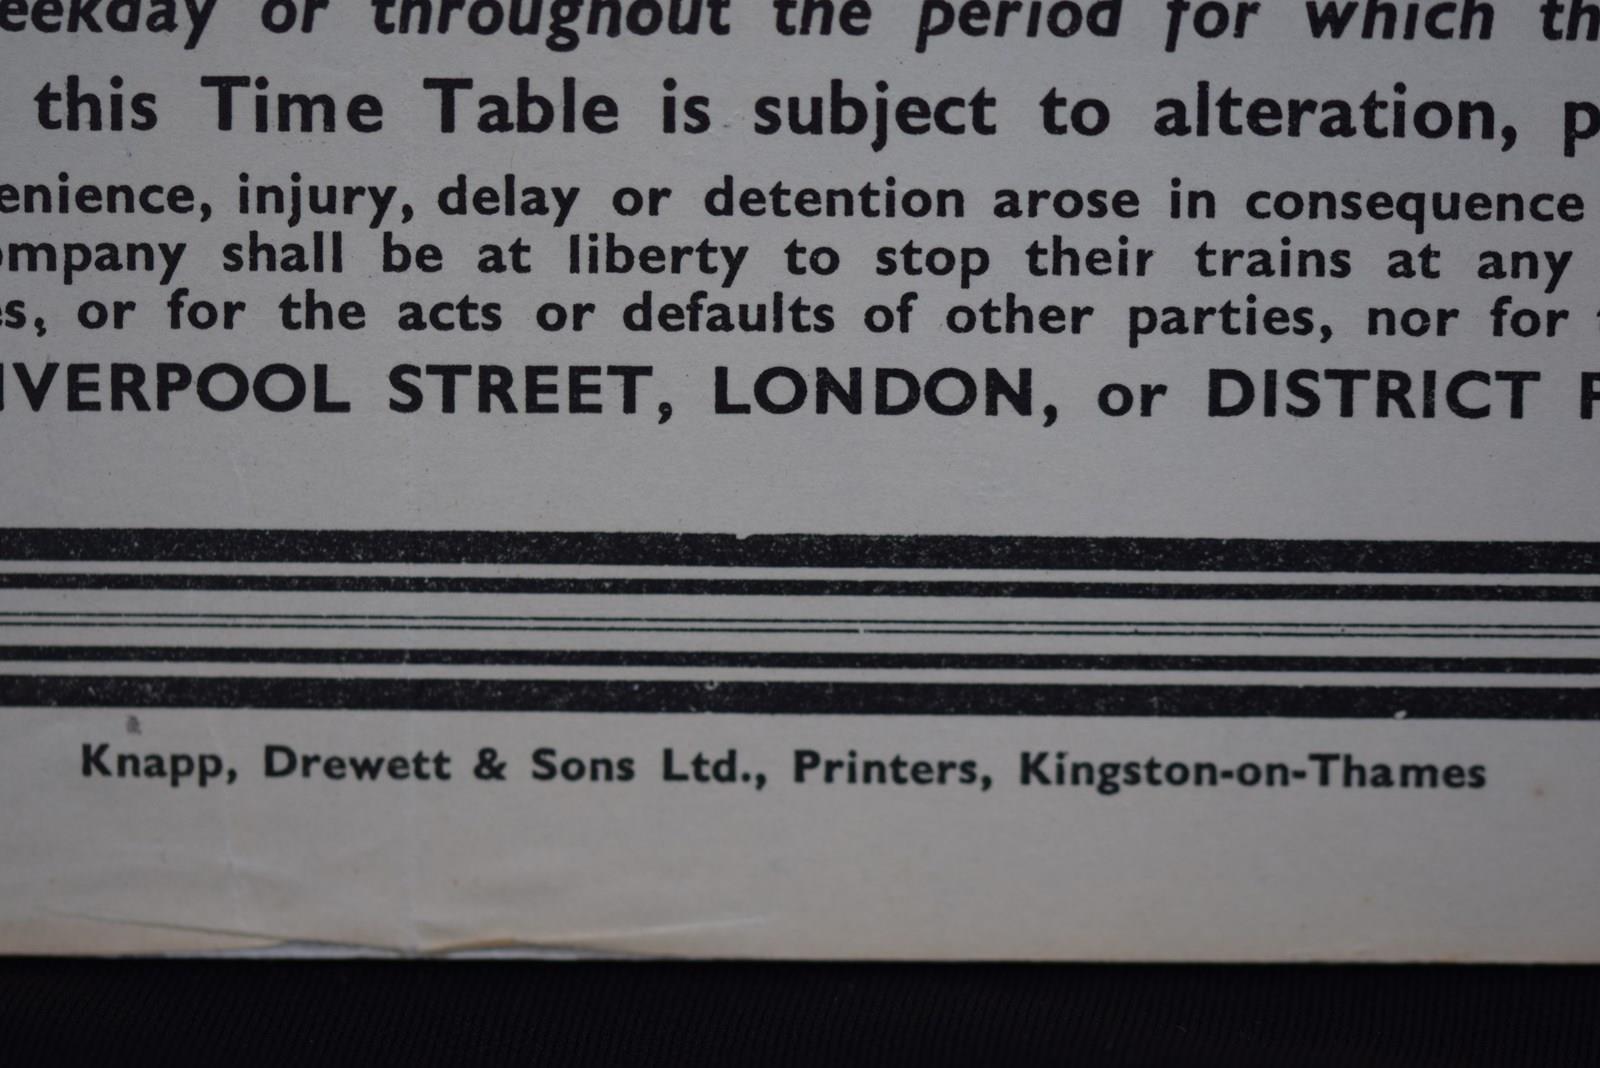 eekday or throughout the period for which th
this Time Table is subject to alteration, p
enience, injury, delay or detention arose in consequence
ompany shall be at liberty to stop their trains at any
es, or for the acts or defaults of other parties, nor for
IVERPOOL STREET, LONDON, or DISTRICT P
Knapp, Drewett & Sons Ltd., Printers, Kingston-on-Thames